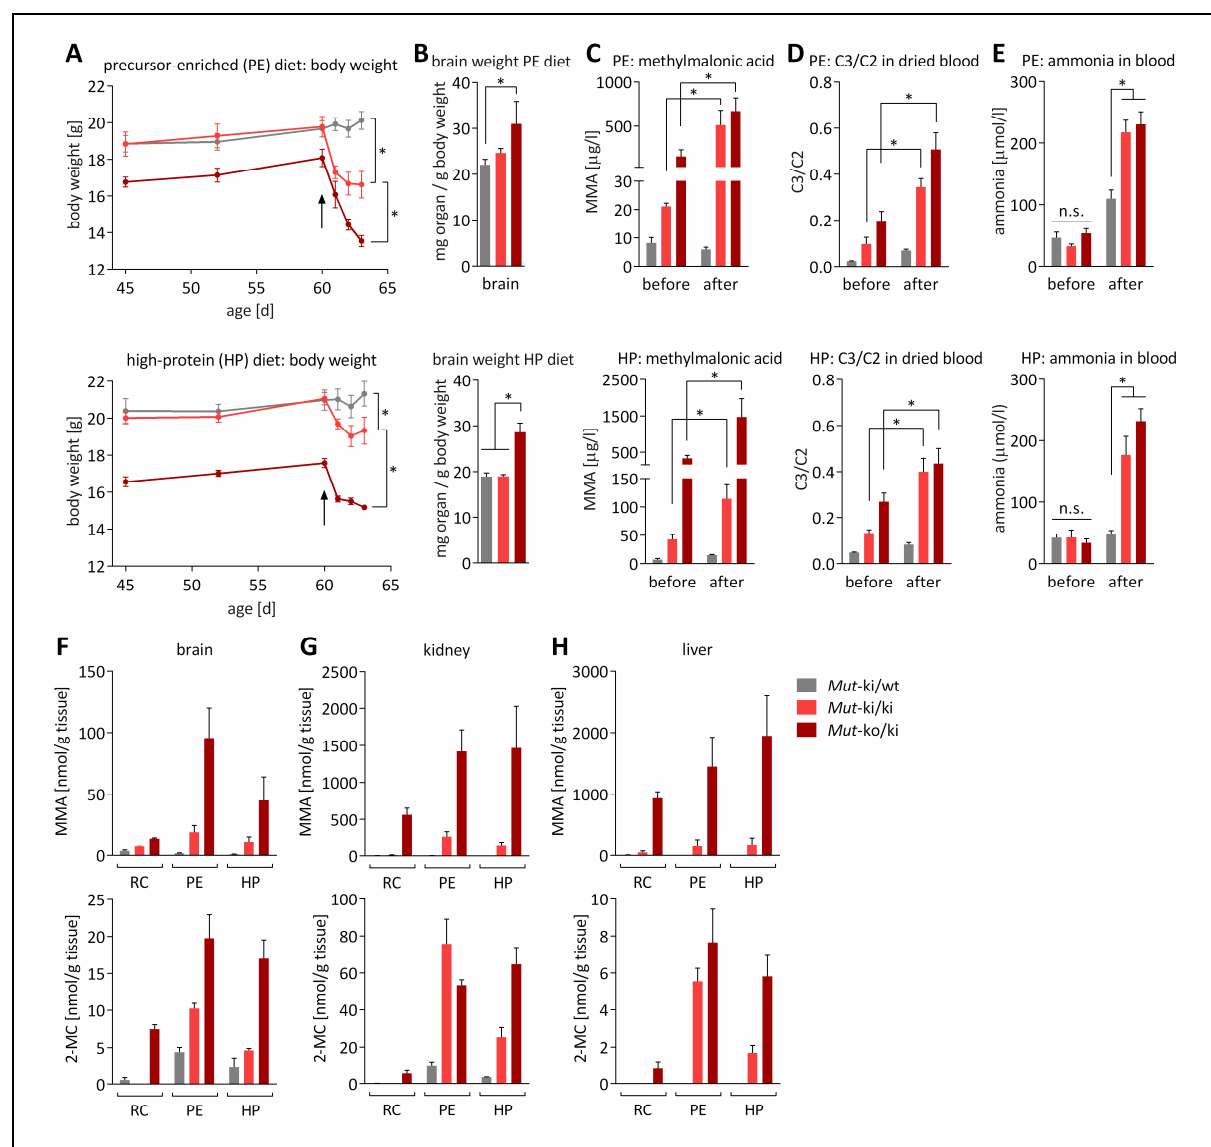 A
precursor-enriched (PE) diet: body weight
body weight [g]
22
20
18
16
14
12
*
*
45 50 55 60 65
age [d]
B
brain weight PE diet
mg organ / g body weight
40
30
20
10
0
*
brain
C
PE: methylmalonic acid
MMA [µg/l]
1000
500
30
20
10
0
*
*
before after
D
PE: C3/C2 in dried blood
C3/C2
0.8
0.6
0.4
0.2
0.0
*
*
before after
E
PE: ammonia in blood
ammonia [µmol/l]
300
200
100
0
n.s.
*
before after
high-protein (HP) diet: body weight
body weight [g]
22
20
18
16
14
12
*
*
45 50 55 60 65
age [d]
brain weight HP diet
mg organ / g body weight
40
30
20
10
0
*
brain
HP: methylmalonic acid
MMA [µg/l]
2500
1500
500
150
100
50
0
*
*
before after
HP: C3/C2 in dried blood
C3/C2
0.8
0.6
0.4
0.2
0.0
*
*
before after
HP: ammonia in blood
ammonia (µmol/l)
300
200
100
0
n.s.
*
before after
F
brain
MMA [nmol/g tissue]
150
100
50
0
RC PE HP
G
kidney
MMA [nmol/g tissue]
2500
2000
1500
1000
500
0
RC PE HP
H
liver
MMA [nmol/g tissue]
3000
2000
1000
0
RC PE HP
Mut-ki/wt
Mut-ki/ki
Mut-ko/ki
2-MC [nmol/g tissue]
25
20
15
10
5
0
RC PE HP
2-MC [nmol/g tissue]
100
80
60
40
20
0
RC PE HP
2-MC [nmol/g tissue]
10
8
6
4
2
0
RC PE HP